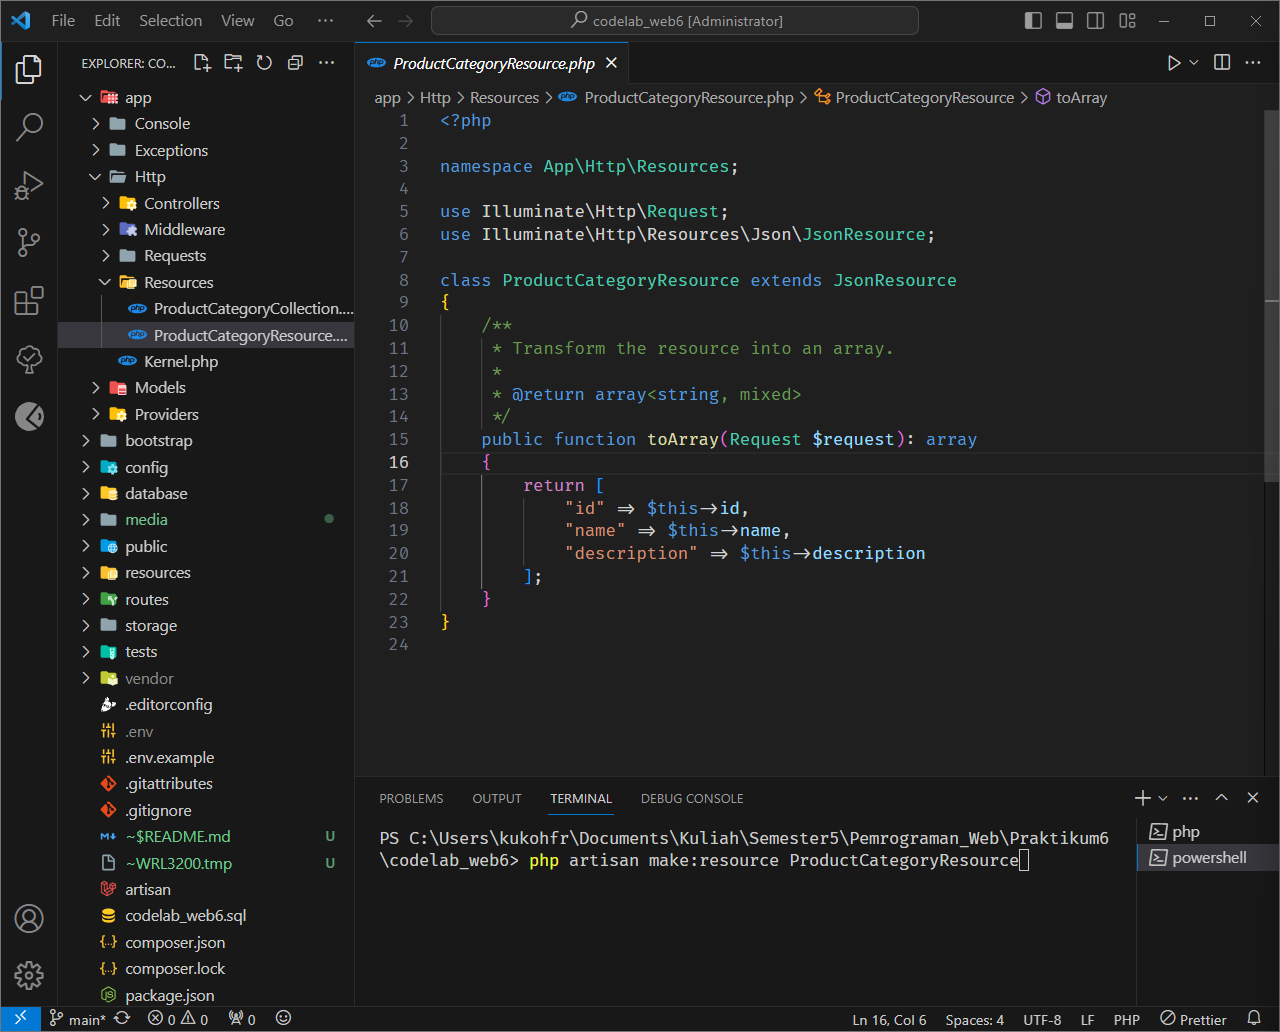 File Edit Selection View Go ···
codelab_web6 [Administrator]
EXPLORER: CO...
app
Console
Exceptions
Http
Controllers
Middleware
Requests
Resources
ProductCategoryCollection....
ProductCategoryResource....
Kernel.php
Models
Providers
bootstrap
config
database
media
public
resources
routes
storage
tests
vendor
.editorconfig
.env
.env.example
.gitattributes
.gitignore
~$README.md U
~WRL3200.tmp U
artisan
codelab_web6.sql
composer.json
composer.lock
package.json
php ProductCategoryResource.php
app > Http > Resources > php ProductCategoryResource.php > ProductCategoryResource > toArray
1 <?php
2
3 namespace App\Http\Resources;
4
5 use Illuminate\Http\Request;
6 use Illuminate\Http\Resources\Json\JsonResource;
7
8 class ProductCategoryResource extends JsonResource
9 {
10 /**
11 * Transform the resource into an array.
12 *
13 * @return array<string, mixed>
14 */
15 public function toArray(Request $request): array
16 {
17 return [
18 "id" => $this->id,
19 "name" => $this->name,
20 "description" => $this->description
21 ];
22 }
23 }
24
PROBLEMS OUTPUT TERMINAL DEBUG CONSOLE
PS C:\Users\kukohfr\Documents\Kuliah\Semester5\Pemrograman_Web\Praktikum6
\codelab_web6> php artisan make:resource ProductCategoryResource
php
powershell
main* 0 0 0 Ln 16, Col 6 Spaces: 4 UTF-8 LF PHP Prettier